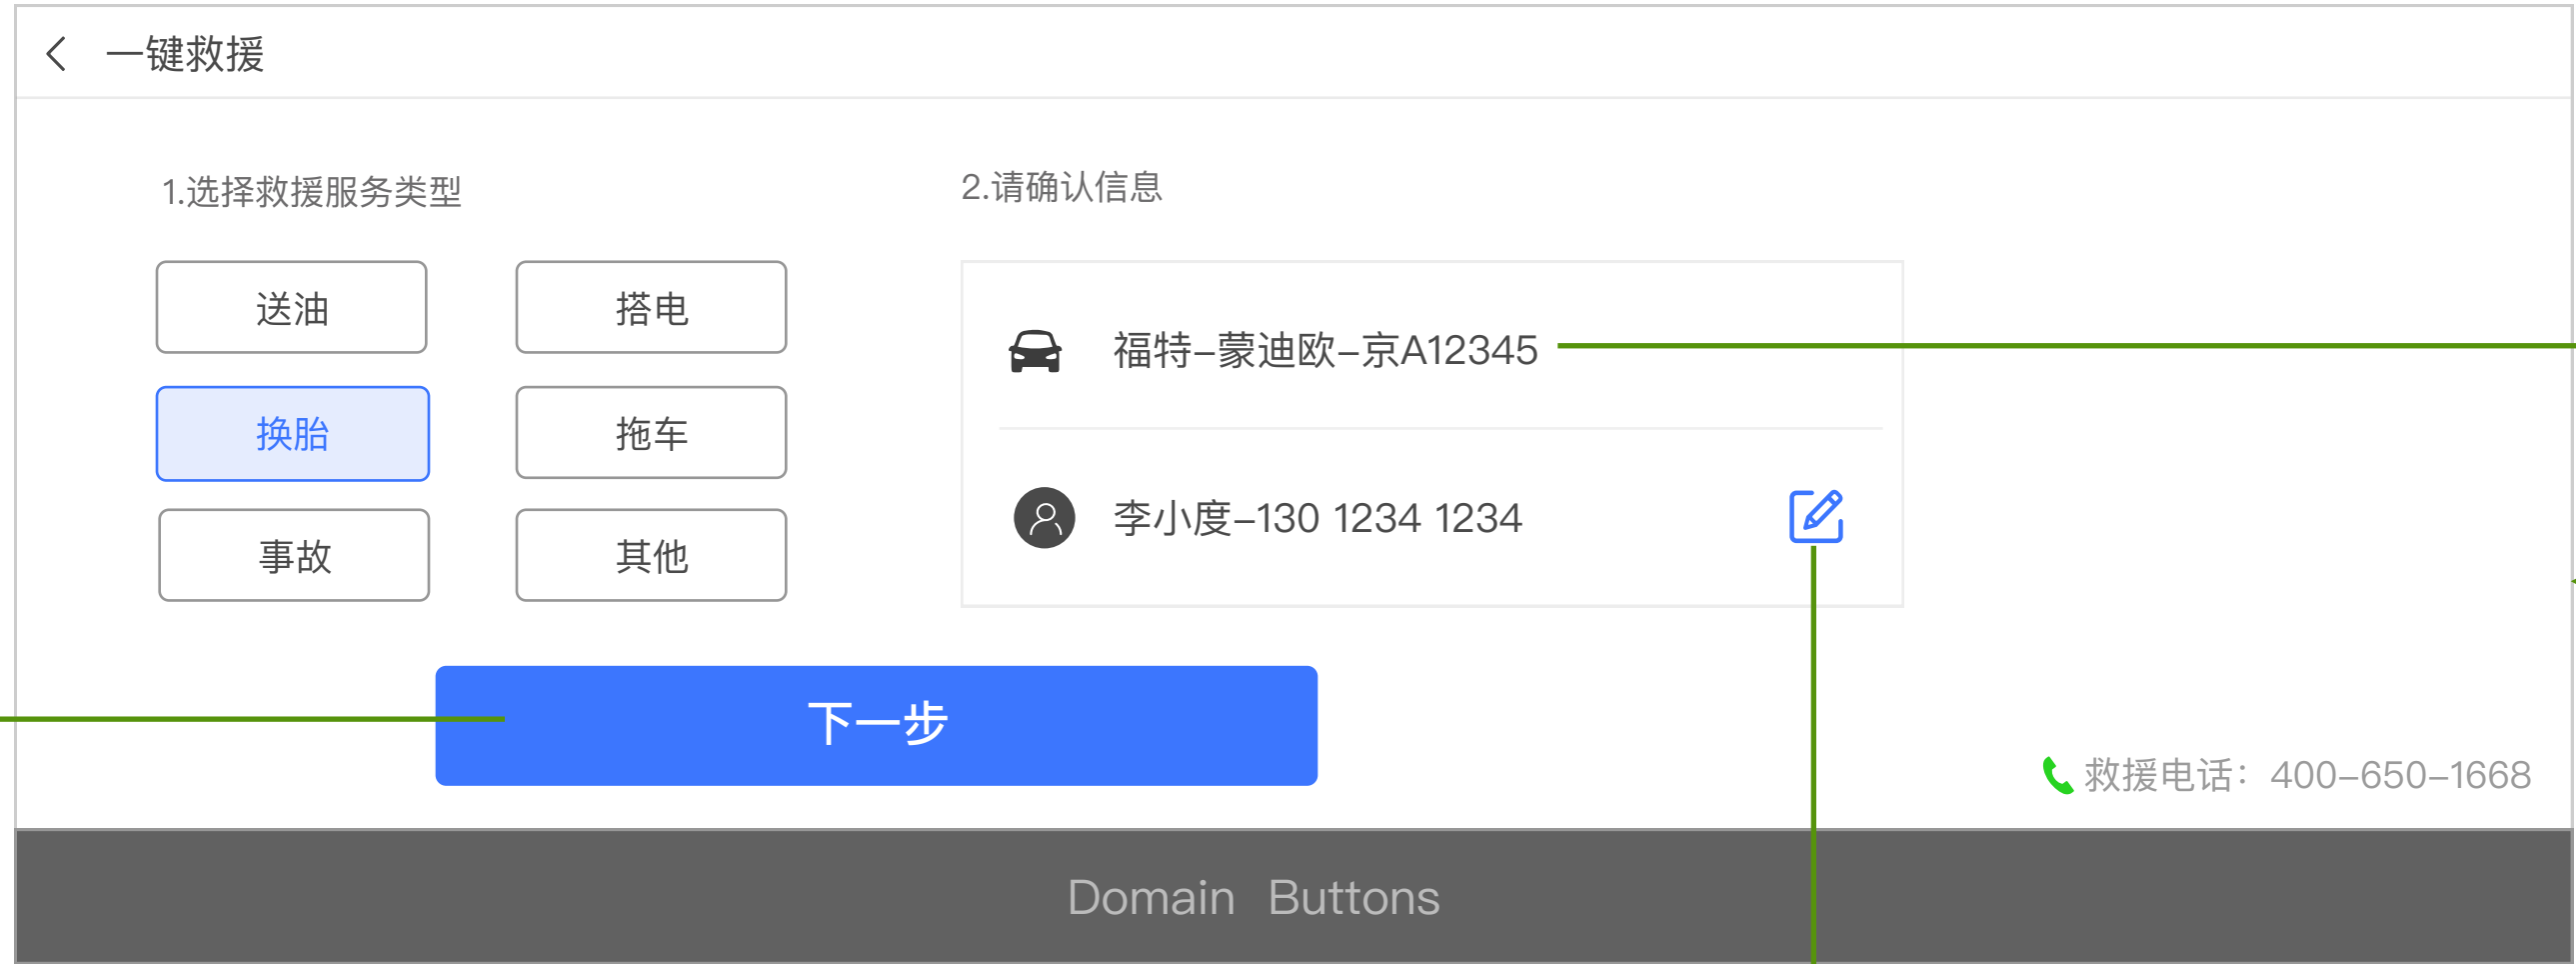 一键救援
1.选择救援服务类型
送油
搭电
换胎
拖车
事故
其他
2.请确认信息
福特-蒙迪欧-京A12345
李小度-130 1234 1234
下一步
救援电话：400-650-1668
Domain Buttons